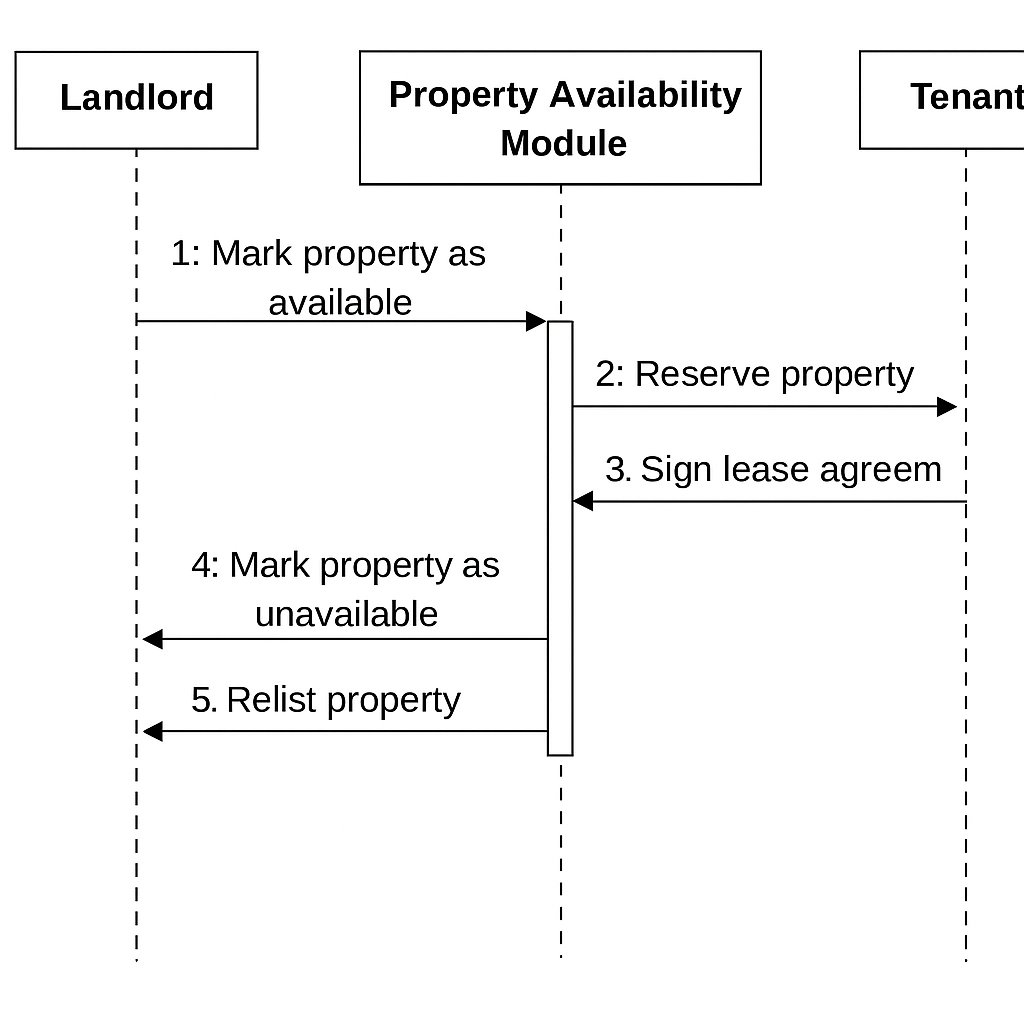 Landlord
Property Availability
Module
Tenant
1: Mark property as
available
2: Reserve property
3. Sign lease agreem
4: Mark property as
unavailable
5. Relist property